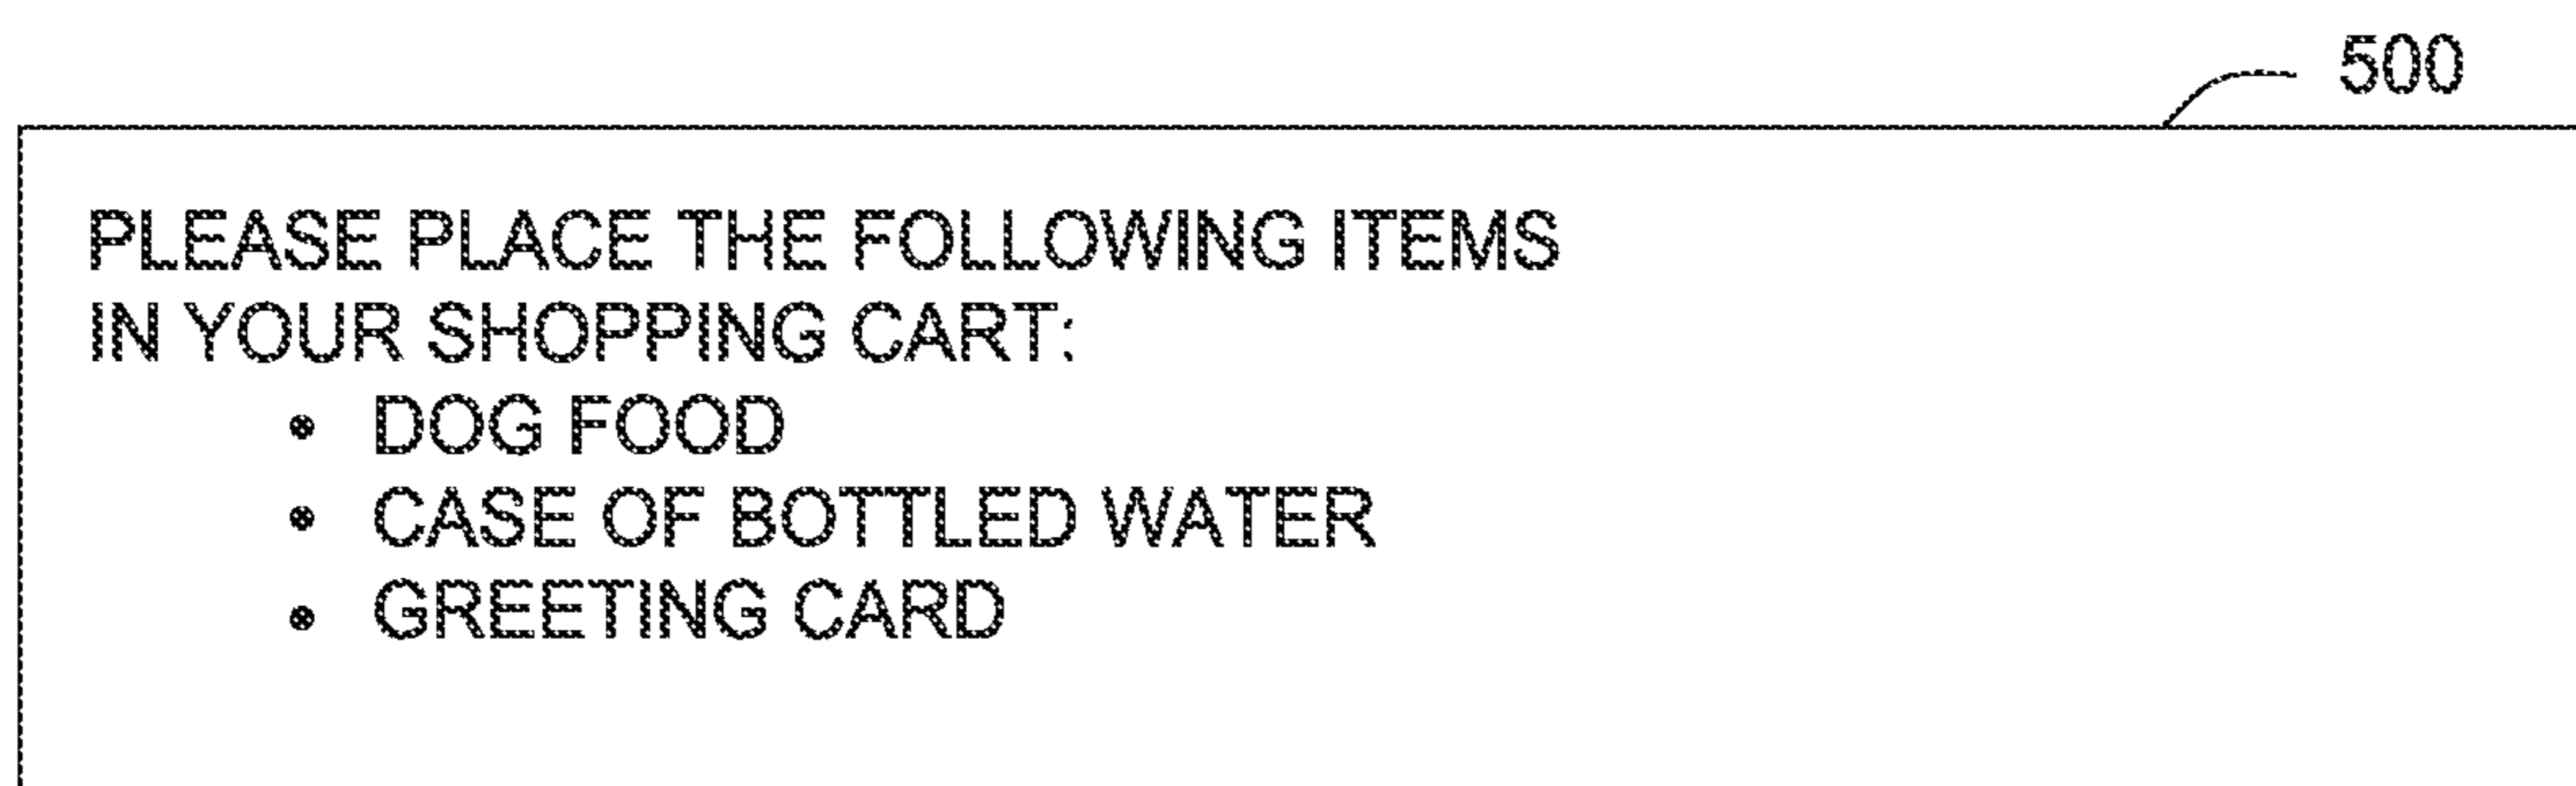 500
PLEASE PLACE THE FOLLOWING ITEMS
IN YOUR SHOPPING CART:
• DOG FOOD
• CASE OF BOTTLED WATER
• GREETING CARD